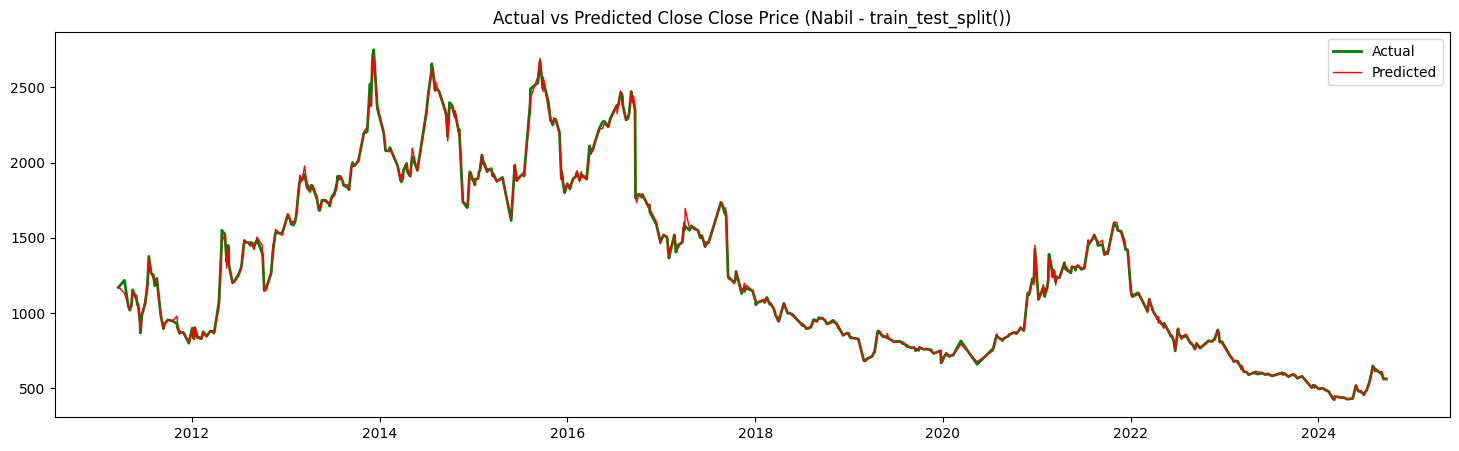 Actual vs Predicted Close Close Price (Nabil - train_test_split())
Actual
Predicted
2500
2000
1500
1000
500
2012 2014 2016 2018 2020 2022 2024